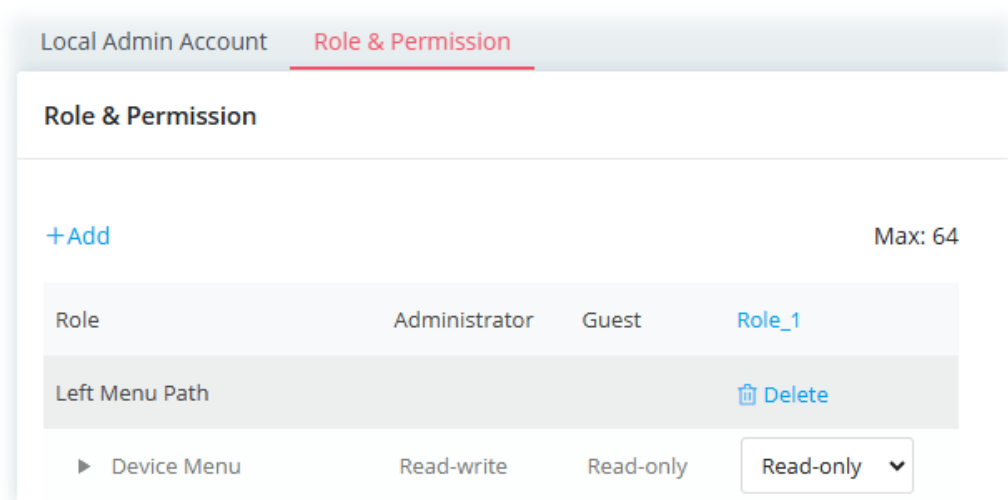 Local Admin Account Role & Permission
Role & Permission
+Add Max: 64
Role Administrator Guest Role_1
Left Menu Path Delete
Device Menu Read-write Read-only Read-only